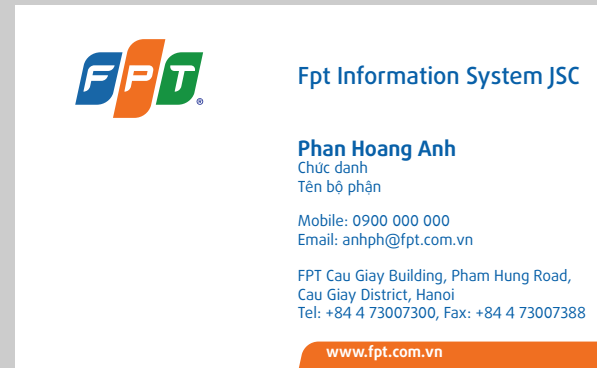 FPT®
Fpt Information System JSC
Phan Hoang Anh
Chức danh
Tên bộ phận
Mobile: 0900 000 000
Email: anhph@fpt.com.vn
FPT Cau Giay Building, Pham Hung Road,
Cau Giay District, Hanoi
Tel: +84 4 73007300, Fax: +84 4 73007388
www.fpt.com.vn